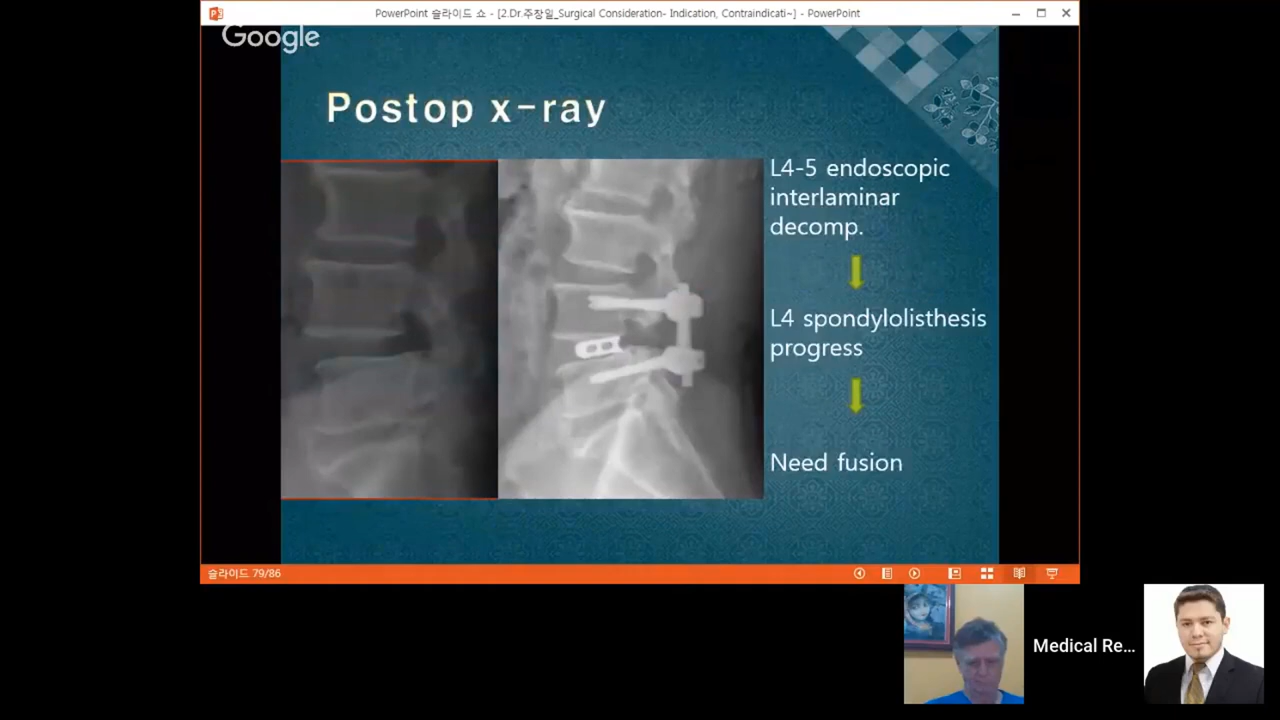 PowerPoint 슬라이드 쇼 - [2.Dr.주창일_Surgical Consideration- Indication, Contraindicati~] - PowerPoint
Google
Postop x-ray
L4-5 endoscopic
interlaminar
decomp.
L4 spondylolisthesis
progress
Need fusion
슬라이드 79/86
Medical Re...